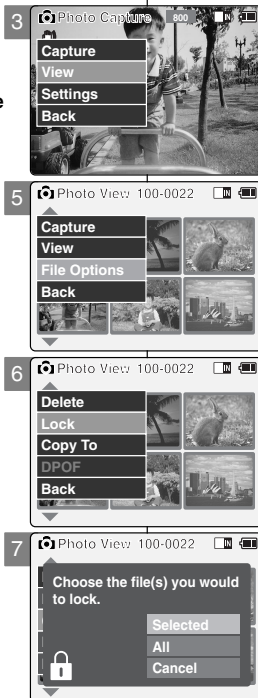 3
Photo Capture 800 IN
Capture
View
Settings
Back
e
5
Photo View 100-0022 IN
Capture
View
File Options
Back
6
Photo View 100-0022 IN
Delete
Lock
Copy To
DPOF
Back
7
Photo View 100-0022 IN
Choose the file(s) you would
to lock.
Selected
All
Cancel